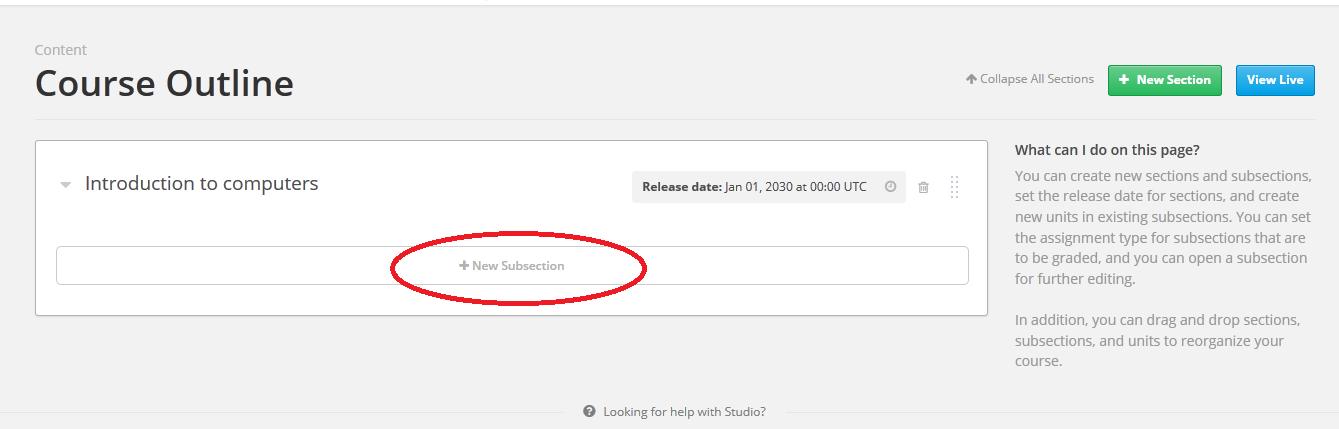 Content
Course Outline
Collapse All Sections
+ New Section
View Live
Introduction to computers
Release date: Jan 01, 2030 at 00:00 UTC
+ New Subsection
What can I do on this page?
You can create new sections and subsections,
set the release date for sections, and create
new units in existing subsections. You can set
the assignment type for subsections that are
to be graded, and you can open a subsection
for further editing.
In addition, you can drag and drop sections,
subsections, and units to reorganize your
course.
Looking for help with Studio?